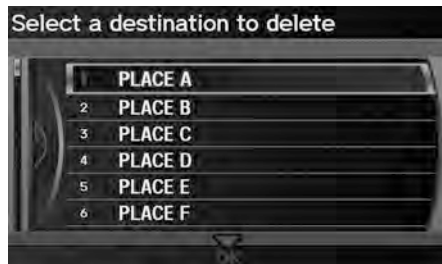 Select a destination to delete
1 PLACE A
2 PLACE B
3 PLACE C
4 PLACE D
5 PLACE E
6 PLACE F
OK